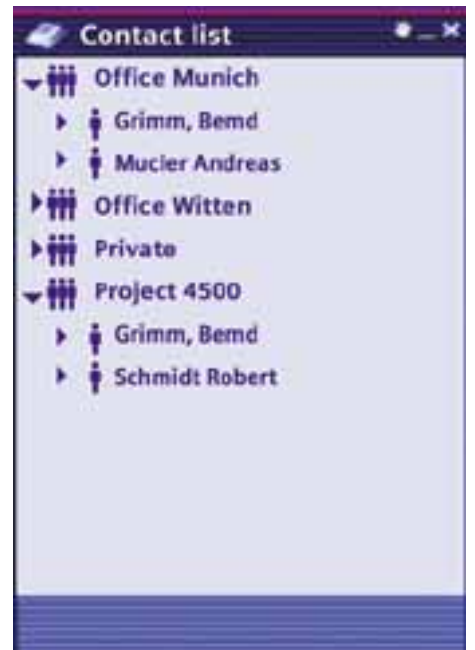 Contact list
Office Munich
Grimm, Bemd
Mucler Andreas
Office Witten
Private
Project 4500
Grimm, Bemd
Schmidt Robert